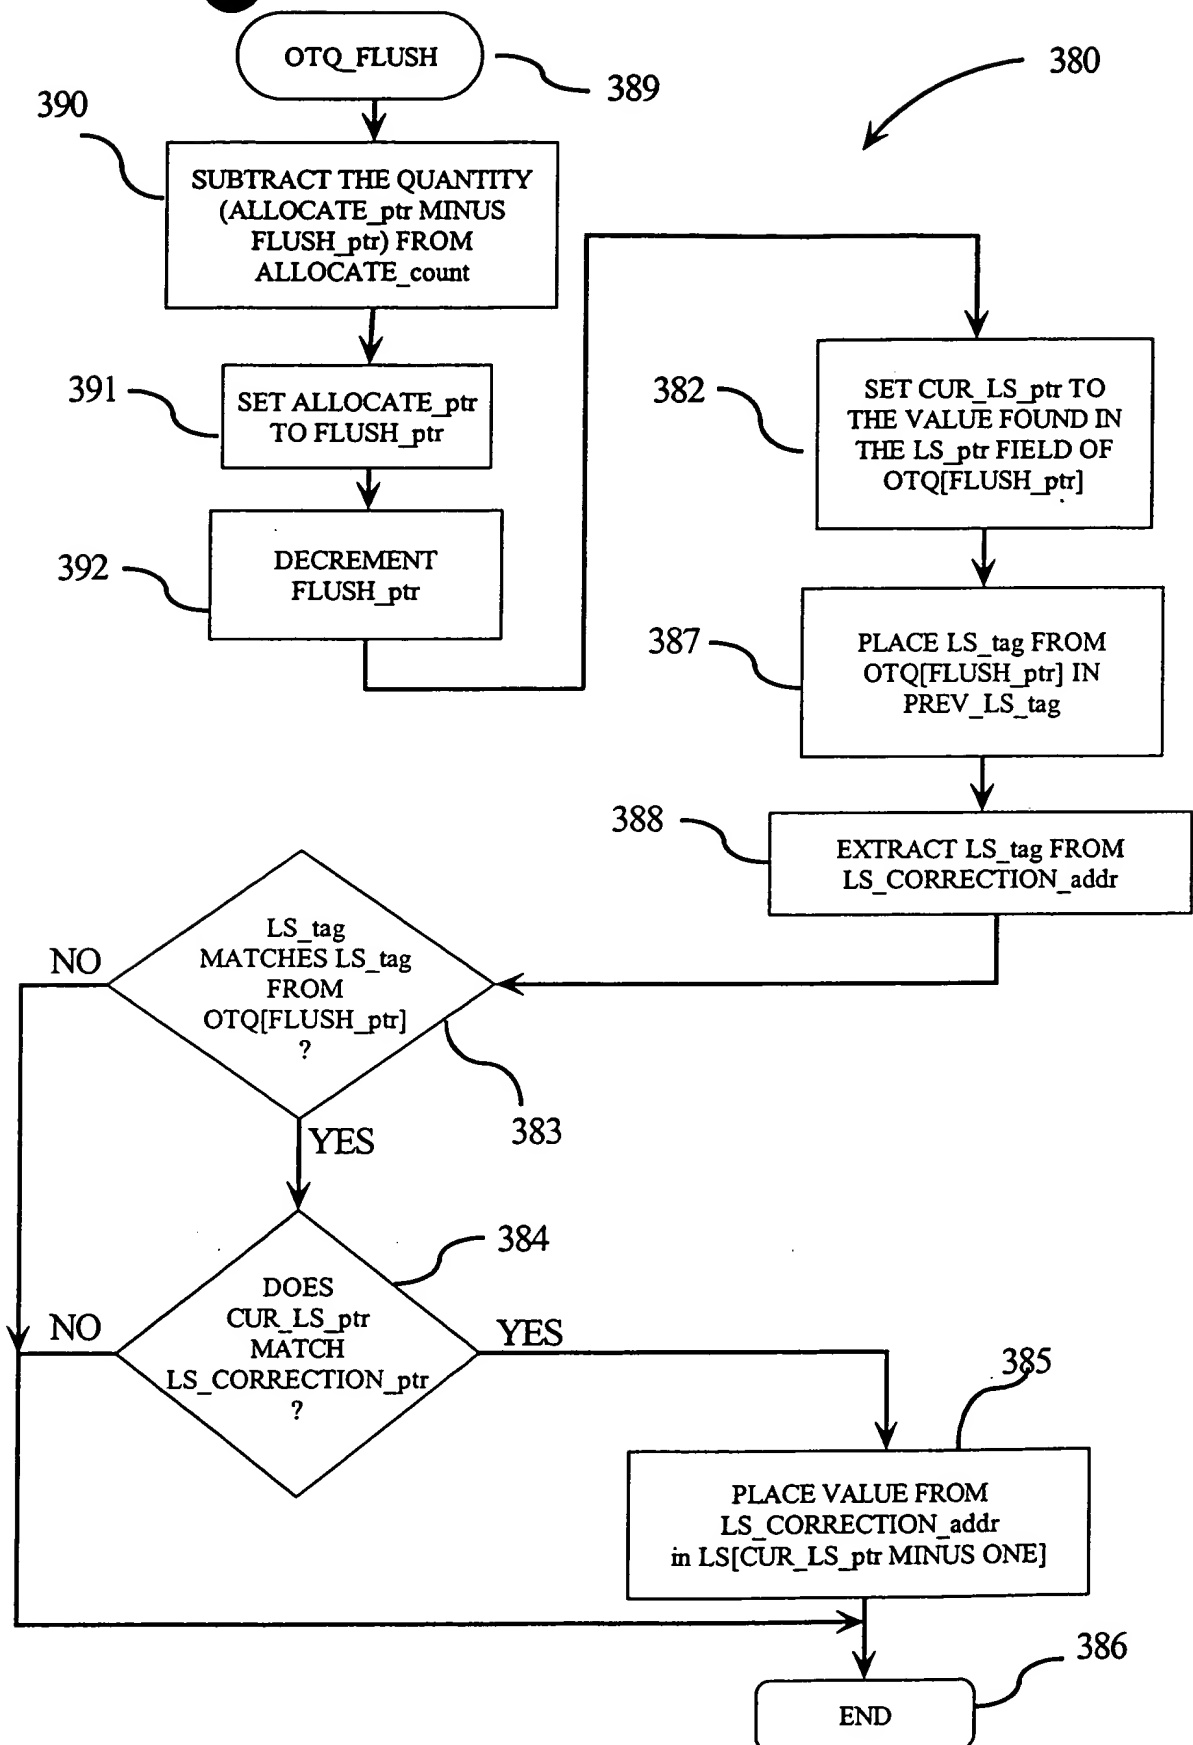 OTQ_FLUSH
389
380
390
SUBTRACT THE QUANTITY
(ALLOCATE_ptr MINUS
FLUSH_ptr) FROM
ALLOCATE_count
391
SET ALLOCATE_ptr
TO FLUSH_ptr
392
DECREMENT
FLUSH_ptr
382
SET CUR_LS_ptr TO
THE VALUE FOUND IN
THE LS_ptr FIELD OF
OTQ[FLUSH_ptr]
387
PLACE LS_tag FROM
OTQ[FLUSH_ptr] IN
PREV_LS_tag
388
EXTRACT LS_tag FROM
LS_CORRECTION_addr
LS_tag
MATCHES LS_tag
FROM
OTQ[FLUSH_ptr]
?
NO
383
YES
384
DOES
CUR_LS_ptr
MATCH
LS_CORRECTION_ptr
?
NO
YES
385
PLACE VALUE FROM
LS_CORRECTION_addr
in LS[CUR_LS_ptr MINUS ONE]
386
END